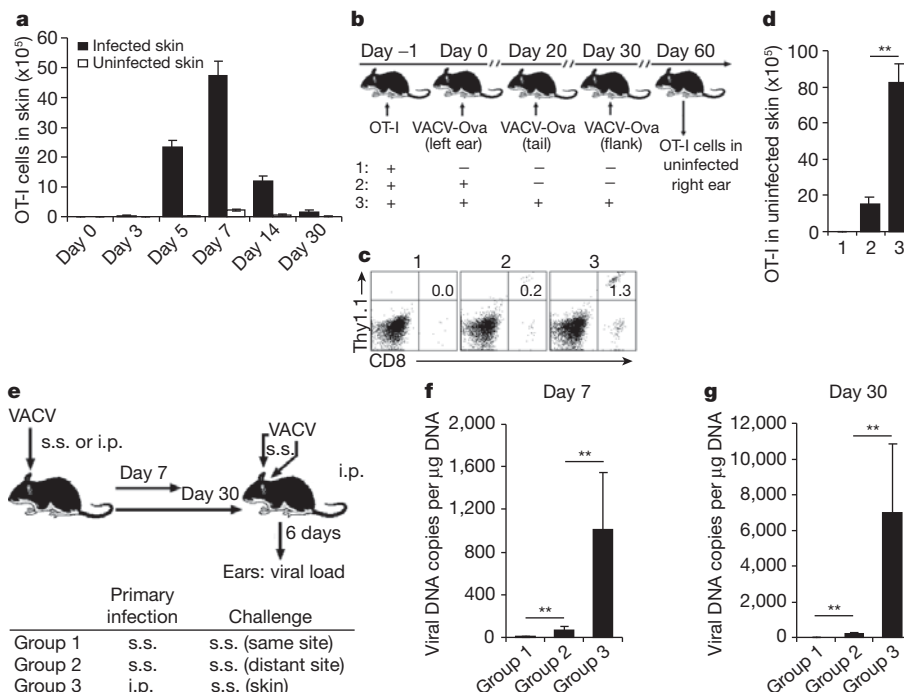 a
OT-I cells in skin (x10⁵)
60
50
40
30
20
10
0
Infected skin
Uninfected skin
Day 0
Day 3
Day 5
Day 7
Day 14
Day 30
b
Day –1 Day 0 Day 20 Day 30 Day 60
OT-I
VACV-Ova
(left ear)
VACV-Ova
(tail)
VACV-Ova
(flank)
OT-I cells in
uninfected
right ear
1: + – – –
2: + + – –
3: + + + +
c
1 2 3
0.0 0.2 1.3
Thy1.1
CD8
d
OT-I in uninfected skin (x10⁵)
100
80
60
40
20
0
**
1 2 3
e
VACV
s.s. or i.p.
Day 7
Day 30
VACV
s.s.
i.p.
6 days
Ears: viral load
Primary
infection Challenge
Group 1 s.s. s.s. (same site)
Group 2 s.s. s.s. (distant site)
Group 3 i.p. s.s. (skin)
f
Day 7
Viral DNA copies per µg DNA
2,000
1,600
1,200
800
400
0
**
**
Group 1
Group 2
Group 3
g
Day 30
Viral DNA copies per µg DNA
12,000
10,000
8,000
6,000
4,000
2,000
0
**
**
Group 1
Group 2
Group 3